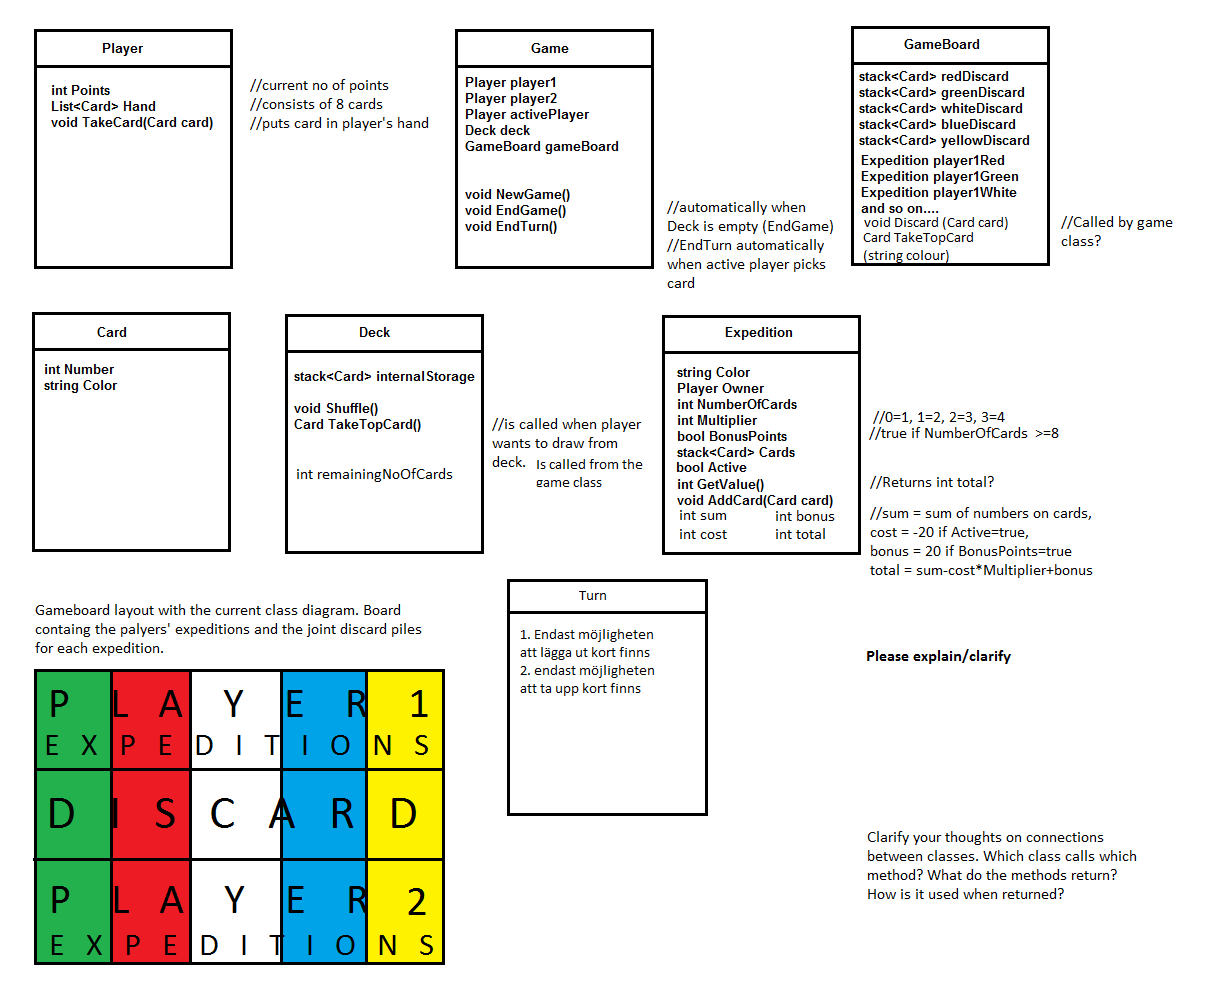 Player
int Points
List<Card> Hand
void TakeCard(Card card)
//current no of points
//consists of 8 cards
//puts card in player's hand
Game
Player player1
Player player2
Player activePlayer
Deck deck
GameBoard gameBoard
void NewGame()
void EndGame()
void EndTurn()
//automatically when
Deck is empty (EndGame)
//EndTurn automatically
when active player picks
card
GameBoard
stack<Card> redDiscard
stack<Card> greenDiscard
stack<Card> whiteDiscard
stack<Card> blueDiscard
stack<Card> yellowDiscard
Expedition player1Red
Expedition player1Green
Expedition player1White
and so on....
void Discard (Card card)
Card TakeTopCard
(string colour)
//Called by game
class?
Card
int Number
string Color
Deck
stack<Card> internalStorage
void Shuffle()
Card TakeTopCard()
int remainingNoOfCards
//is called when player
wants to draw from
deck. Is called from the
game class
Expedition
string Color
Player Owner
int NumberOfCards
int Multiplier
bool BonusPoints
stack<Card> Cards
bool Active
int GetValue()
void AddCard(Card card)
int sum int bonus
int cost int total
//0=1, 1=2, 2=3, 3=4
//true if NumberOfCards >=8
//Returns int total?
//sum = sum of numbers on cards,
cost = -20 if Active=true,
bonus = 20 if BonusPoints=true
total = sum-cost*Multiplier+bonus
Turn
1. Endast möjligheten
att lägga ut kort finns
2. endast möjligheten
att ta upp kort finns
Please explain/clarify
Clarify your thoughts on connections
between classes. Which class calls which
method? What do the methods return?
How is it used when returned?
Gameboard layout with the current class diagram. Board
containg the palyers' expeditions and the joint discard piles
for each expedition.
PLAYER 1
EXPEDITIONS
DISCARD
PLAYER 2
EXPEDITIONS